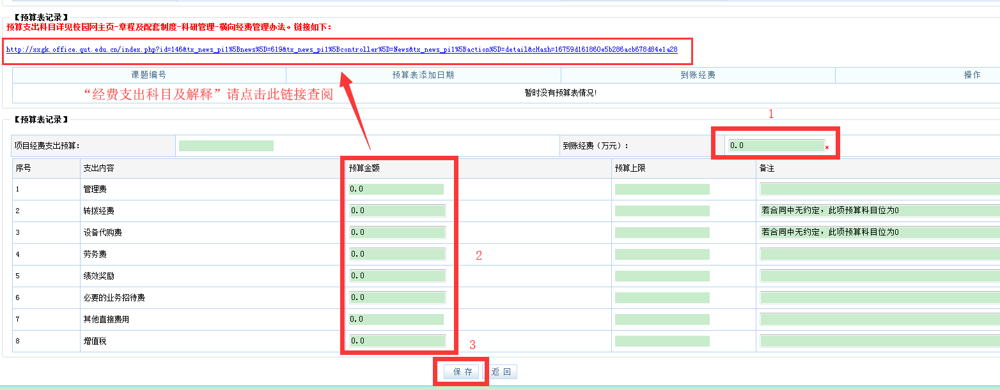 【预算表记录】
预算支出科目详见校园网主页-章程及配套制度-科研管理-横向经费管理办法。链接如下：
http://xxgk.office.qut.edu.cn/index.php?id=146&tx_news_pi1%5Bnews%5D=619&tx_news_pi1%5Bcontroller%5D=News&tx_news_pi1%5Baction%5D=detail&cHash=16759d161860e5b286acb678d84e1a28
课题编号 预算表添加日期 到账经费 操作
“经费支出科目及解释”请点击此链接查阅
暂时没有预算表情况!
【预算表记录】
1
项目经费支出预算： 到账经费（万元）： 0.0 *
序号 支出内容 预算金额 预算上限 备注
1 管理费 0.0
2 转拨经费 0.0 若合同中无约定，此项预算科目位为0
3 设备代购费 0.0 若合同中无约定，此项预算科目位为0
4 劳务费 0.0
2
5 绩效奖励 0.0
6 必要的业务招待费 0.0
7 其他直接费用 0.0
8 增值税 0.0
3
保 存 返 回